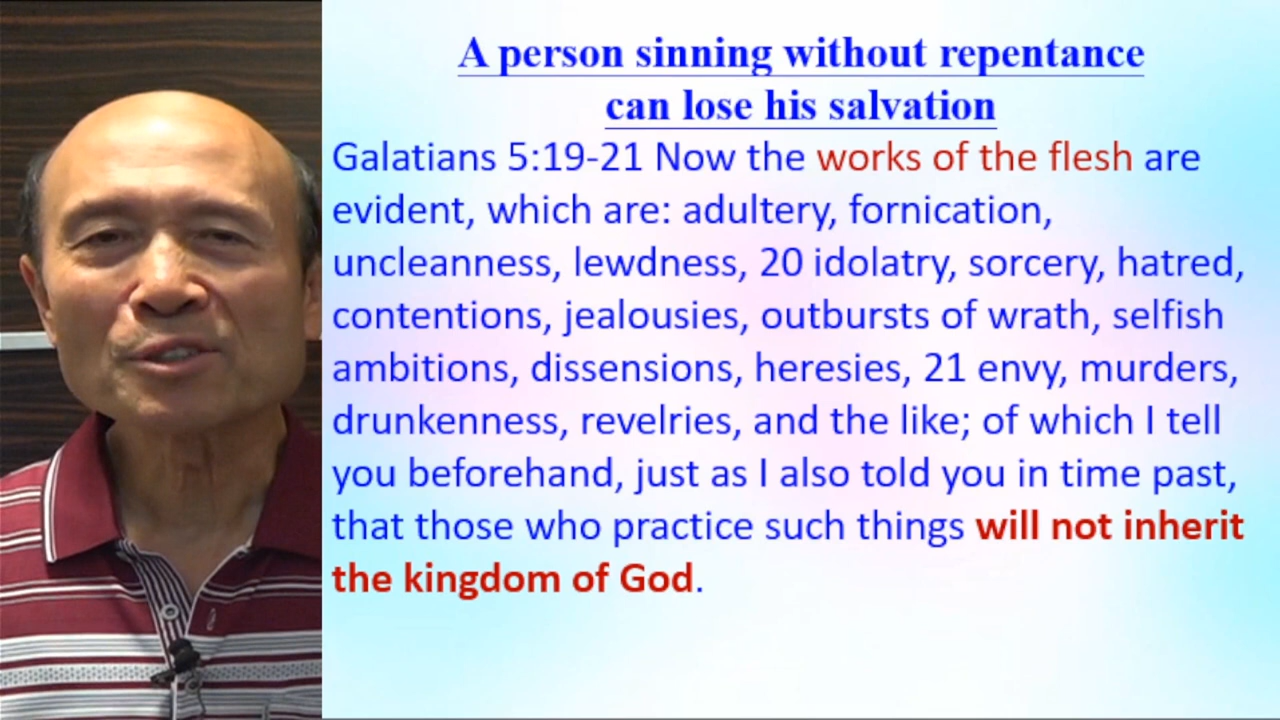 A person sinning without repentance
can lose his salvation
Galatians 5:19-21 Now the works of the flesh are
evident, which are: adultery, fornication,
uncleanness, lewdness, 20 idolatry, sorcery, hatred,
contentions, jealousies, outbursts of wrath, selfish
ambitions, dissensions, heresies, 21 envy, murders,
drunkenness, revelries, and the like; of which I tell
you beforehand, just as I also told you in time past,
that those who practice such things will not inherit
the kingdom of God.